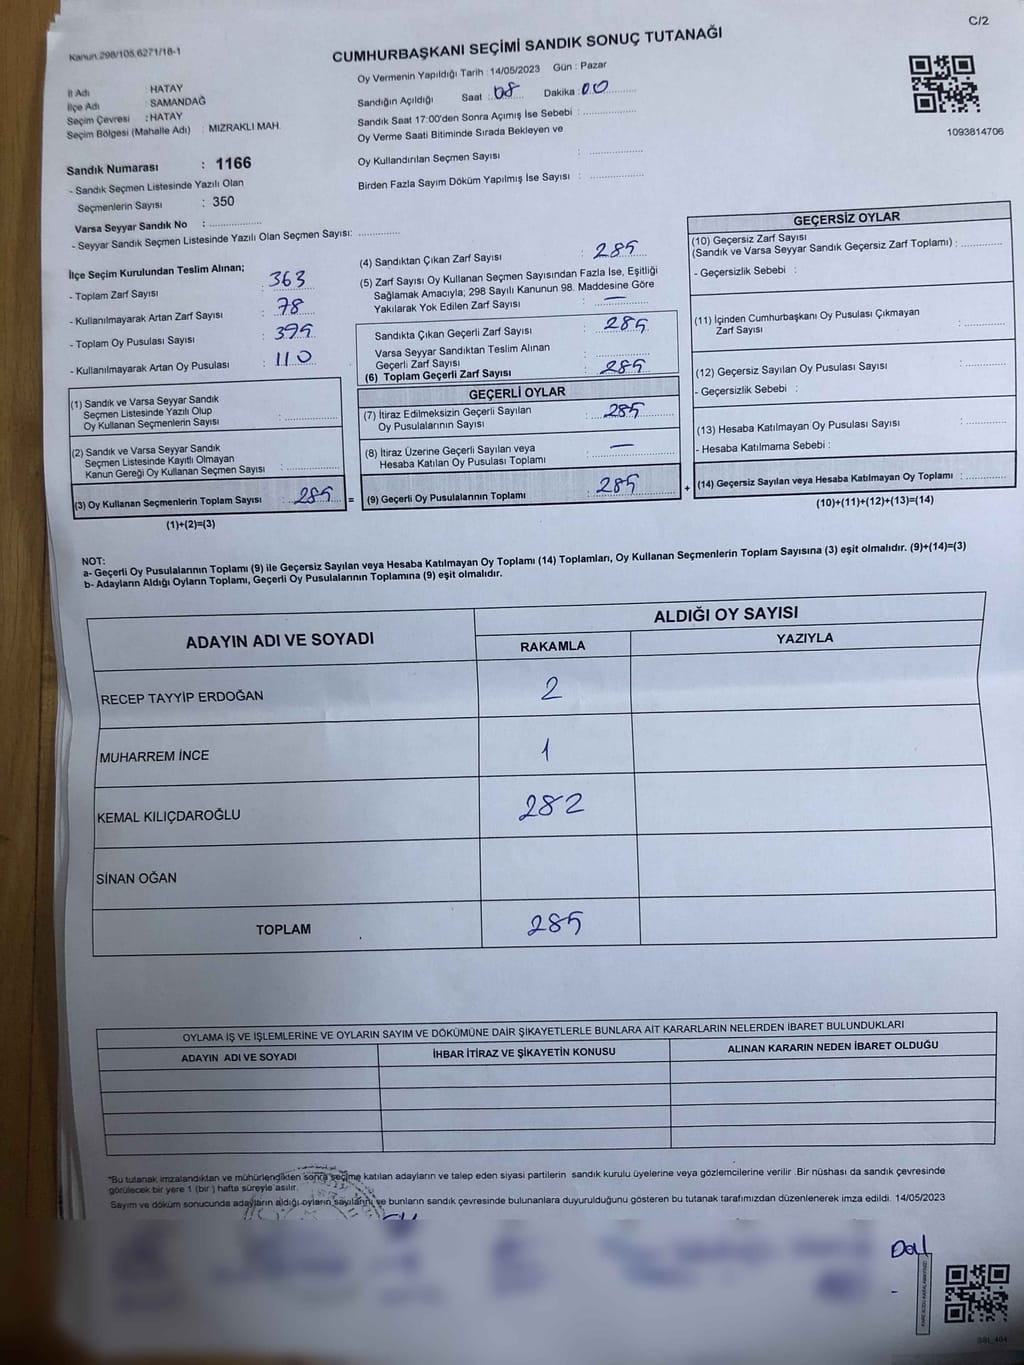 C/2
Kanun.298/105,6271/18-1
CUMHURBAŞKANI SEÇİMİ SANDIK SONUÇ TUTANAĞI
İl Adı : HATAY
İlçe Adı : SAMANDAĞ
Seçim Çevresi : HATAY
Seçim Bölgesi (Mahalle Adı) : MIZRAKLI MAH.
Oy Vermenin Yapıldığı Tarih : 14/05/2023 Gün : Pazar
Sandığın Açıldığı Saat : 08 Dakika : 00
Sandık Saat 17:00'den Sonra Açımış İse Sebebi :
Oy Verme Saati Bitiminde Sırada Bekleyen ve
Oy Kullandırılan Seçmen Sayısı :
Birden Fazla Sayım Döküm Yapılmış İse Sayısı :
1093814706
Sandık Numarası : 1166
- Sandık Seçmen Listesinde Yazılı Olan
Seçmenlerin Sayısı : 350
Varsa Seyyar Sandık No :
- Seyyar Sandık Seçmen Listesinde Yazılı Olan Seçmen Sayısı:
İlçe Seçim Kurulundan Teslim Alınan;
- Toplam Zarf Sayısı : 363
- Kullanılmayarak Artan Zarf Sayısı : 78
- Toplam Oy Pusulası Sayısı : 395
- Kullanılmayarak Artan Oy Pusulası : 110
(1) Sandık ve Varsa Seyyar Sandık
Seçmen Listesinde Yazılı Olup
Oy Kullanan Seçmenlerin Sayısı :
(2) Sandık ve Varsa Seyyar Sandık
Seçmen Listesinde Kayıtlı Olmayan
Kanun Gereği Oy Kullanan Seçmen Sayısı :
(3) Oy Kullanan Seçmenlerin Toplam Sayısı : 285 =
(1)+(2)=(3)
(4) Sandıktan Çıkan Zarf Sayısı : 285
(5) Zarf Sayısı Oy Kullanan Seçmen Sayısından Fazla İse, Eşitliği
Sağlamak Amacıyla; 298 Sayılı Kanunun 98. Maddesine Göre
Yakılarak Yok Edilen Zarf Sayısı : —
Sandıkta Çıkan Geçerli Zarf Sayısı : 285
Varsa Seyyar Sandıktan Teslim Alınan
Geçerli Zarf Sayısı :
(6) Toplam Geçerli Zarf Sayısı : 285
GEÇERLİ OYLAR
(7) İtiraz Edilmeksizin Geçerli Sayılan
Oy Pusulalarının Sayısı : 285
(8) İtiraz Üzerine Geçerli Sayılan veya
Hesaba Katılan Oy Pusulası Toplamı : —
(9) Geçerli Oy Pusulalarının Toplamı : 285 +
GEÇERSİZ OYLAR
(10) Geçersiz Zarf Sayısı
(Sandık ve Varsa Seyyar Sandık Geçersiz Zarf Toplamı) :
- Geçersizlik Sebebi :
(11) İçinden Cumhurbaşkanı Oy Pusulası Çıkmayan
Zarf Sayısı :
(12) Geçersiz Sayılan Oy Pusulası Sayısı :
- Geçersizlik Sebebi :
(13) Hesaba Katılmayan Oy Pusulası Sayısı :
- Hesaba Katılmama Sebebi :
(14) Geçersiz Sayılan veya Hesaba Katılmayan Oy Toplamı :
(10)+(11)+(12)+(13)=(14)
NOT:
a- Geçerli Oy Pusulalarının Toplamı (9) ile Geçersiz Sayılan veya Hesaba Katılmayan Oy Toplamı (14) Toplamları, Oy Kullanan Seçmenlerin Toplam Sayısına (3) eşit olmalıdır. (9)+(14)=(3)
b- Adayların Aldığı Oyların Toplamı, Geçerli Oy Pusulalarının Toplamına (9) eşit olmalıdır.
ADAYIN ADI VE SOYADI
ALDIĞI OY SAYISI
RAKAMLA YAZIYLA
RECEP TAYYİP ERDOĞAN 2
MUHARREM İNCE 1
KEMAL KILIÇDAROĞLU 282
SİNAN OĞAN
TOPLAM 285
OYLAMA İŞ VE İŞLEMLERİNE VE OYLARIN SAYIM VE DÖKÜMÜNE DAİR ŞİKAYETLERLE BUNLARA AİT KARARLARIN NELERDEN İBARET BULUNDUKLARI
ADAYIN ADI VE SOYADI İHBAR İTİRAZ VE ŞİKAYETİN KONUSU ALINAN KARARIN NEDEN İBARET OLDUĞU
*Bu tutanak imzalandıktan ve mühürlendikten sonra seçime katılan adayların ve talep eden siyasi partilerin sandık kurulu üyelerine veya gözlemcilerine verilir .Bir nüshası da sandık çevresinde
görülecek bir yere 1 (bir ) hafta süreyle asılır.
Sayım ve döküm sonucunda adayların aldığı oyların sayılarını ve bunların sandık çevresinde bulunanlara duyurulduğunu gösteren bu tutanak tarafımızdan düzenlenerek imza edildi. 14/05/2023
SSL_404